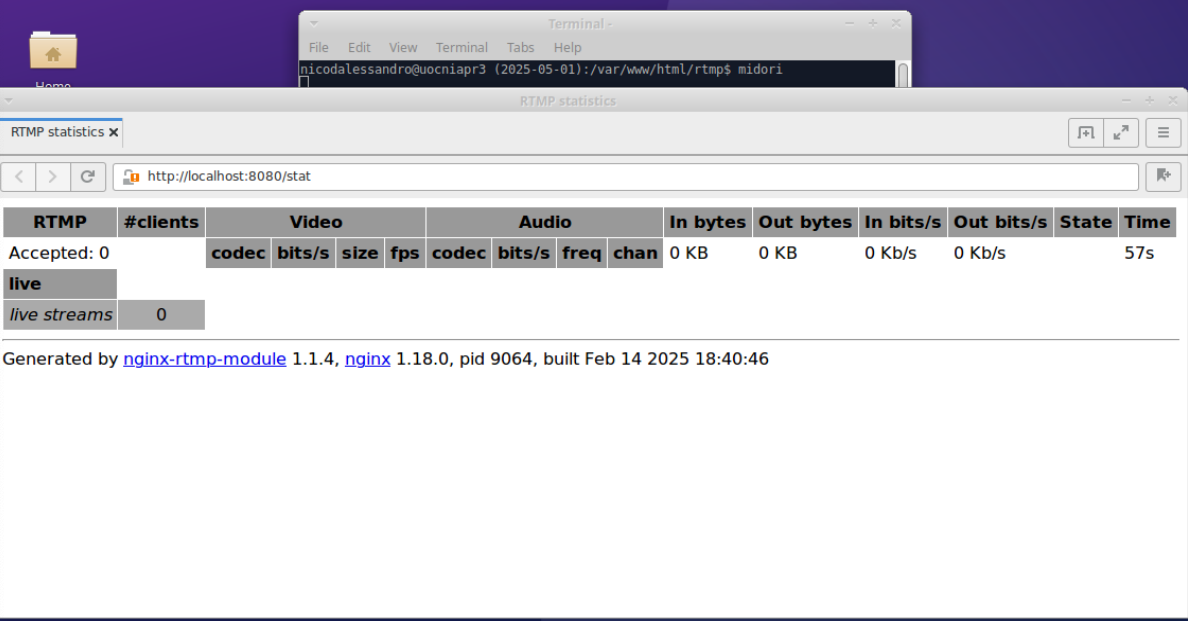 Terminal -
File Edit View Terminal Tabs Help
nicodalessandro@uocniapr3 (2025-05-01):/var/www/html/rtmp$ midori
Home
RTMP statistics
RTMP statistics
http://localhost:8080/stat
RTMP #clients Video Audio In bytes Out bytes In bits/s Out bits/s State Time
Accepted: 0 codec bits/s size fps codec bits/s freq chan 0 KB 0 KB 0 Kb/s 0 Kb/s 57s
live
live streams 0
Generated by nginx-rtmp-module 1.1.4, nginx 1.18.0, pid 9064, built Feb 14 2025 18:40:46